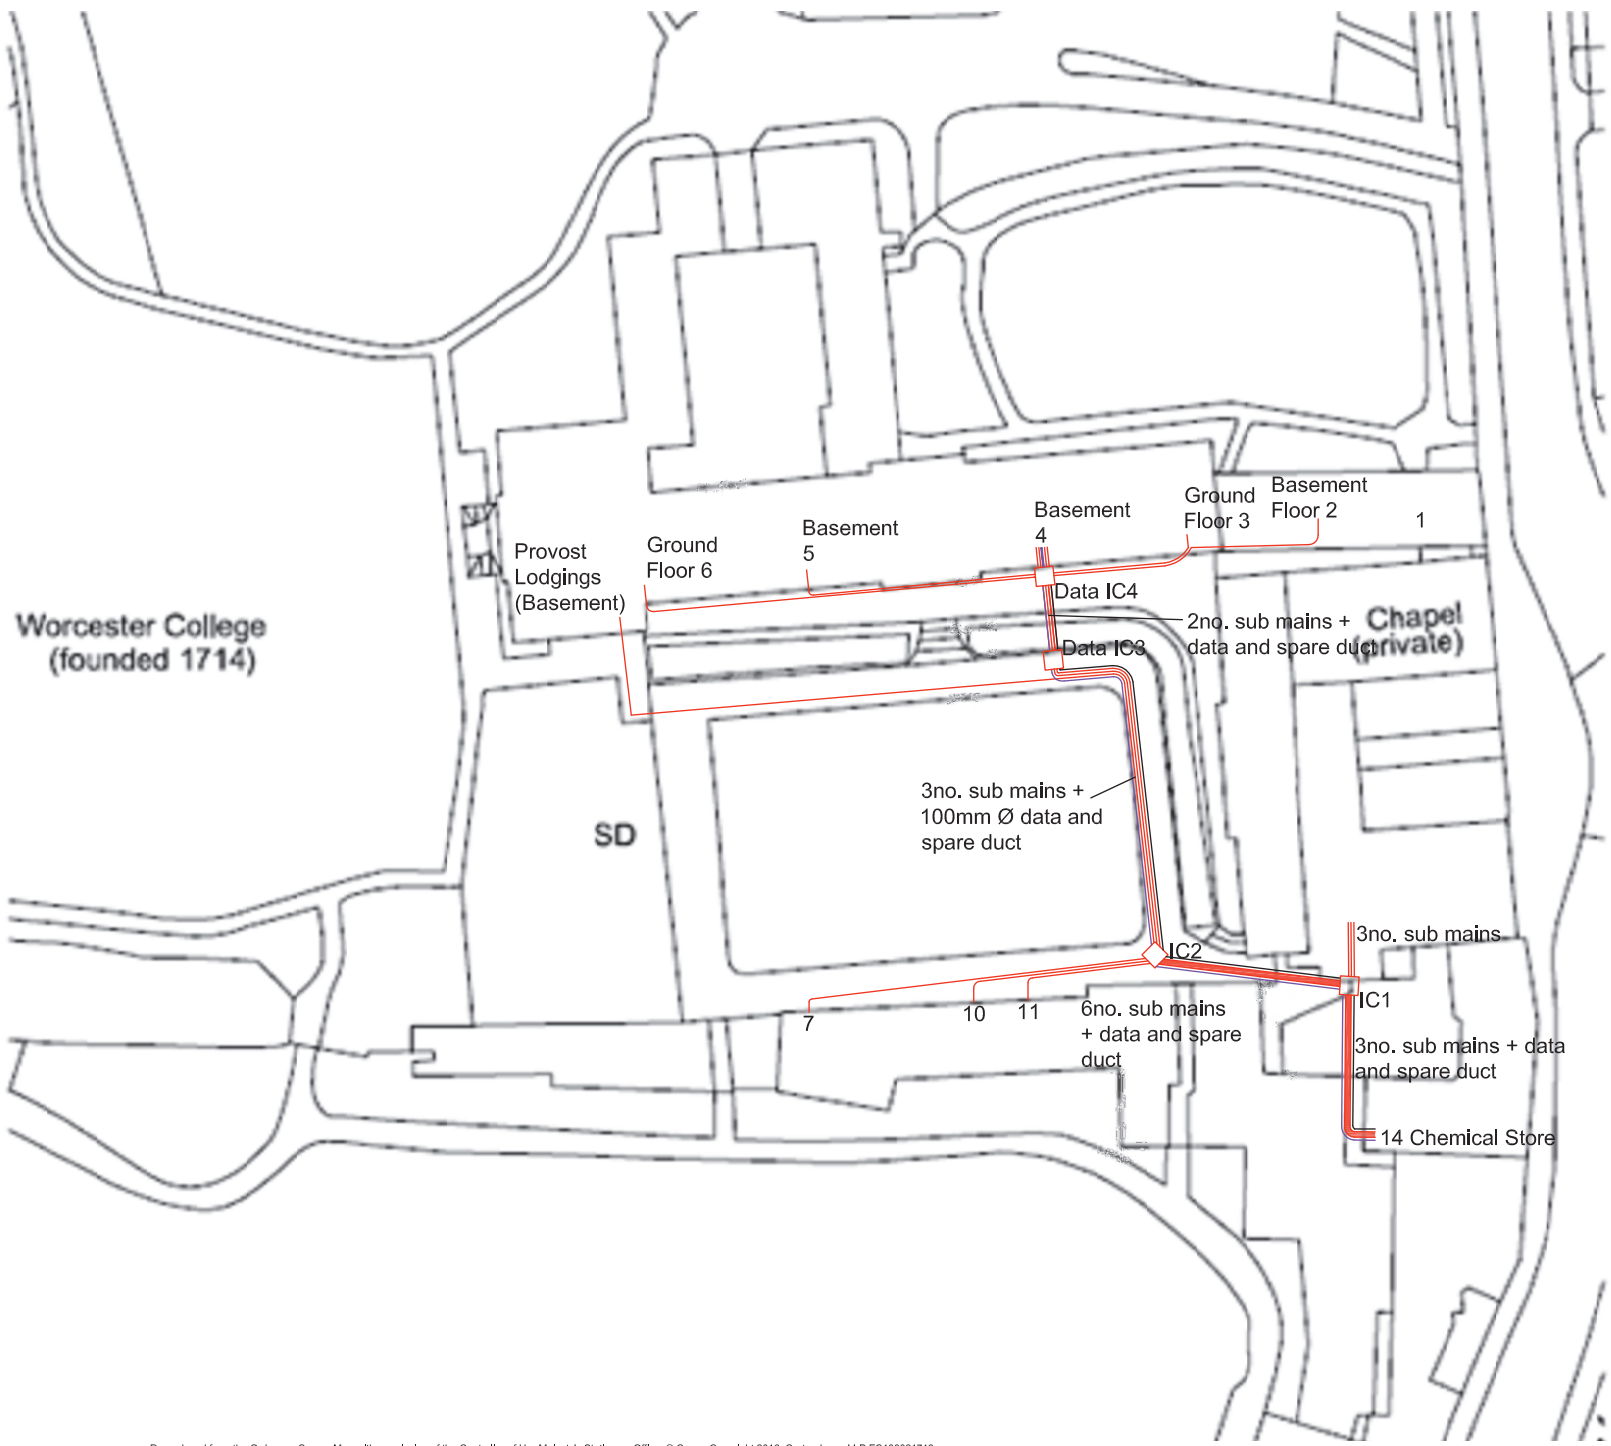 Basement
Floor 2
Ground
Floor 3
1
Basement
4
Basement
5
Ground
Floor 6
Provost
Lodgings
(Basement)
Data IC4
Worcester College
(founded 1714)
2no. sub mains +
data and spare duct
Chapel
(private)
Data IC3
3no. sub mains +
100mm Ø data and
spare duct
SD
3no. sub mains
IC2
IC1
7
10
11
6no. sub mains
+ data and spare
duct
3no. sub mains + data
and spare duct
14 Chemical Store